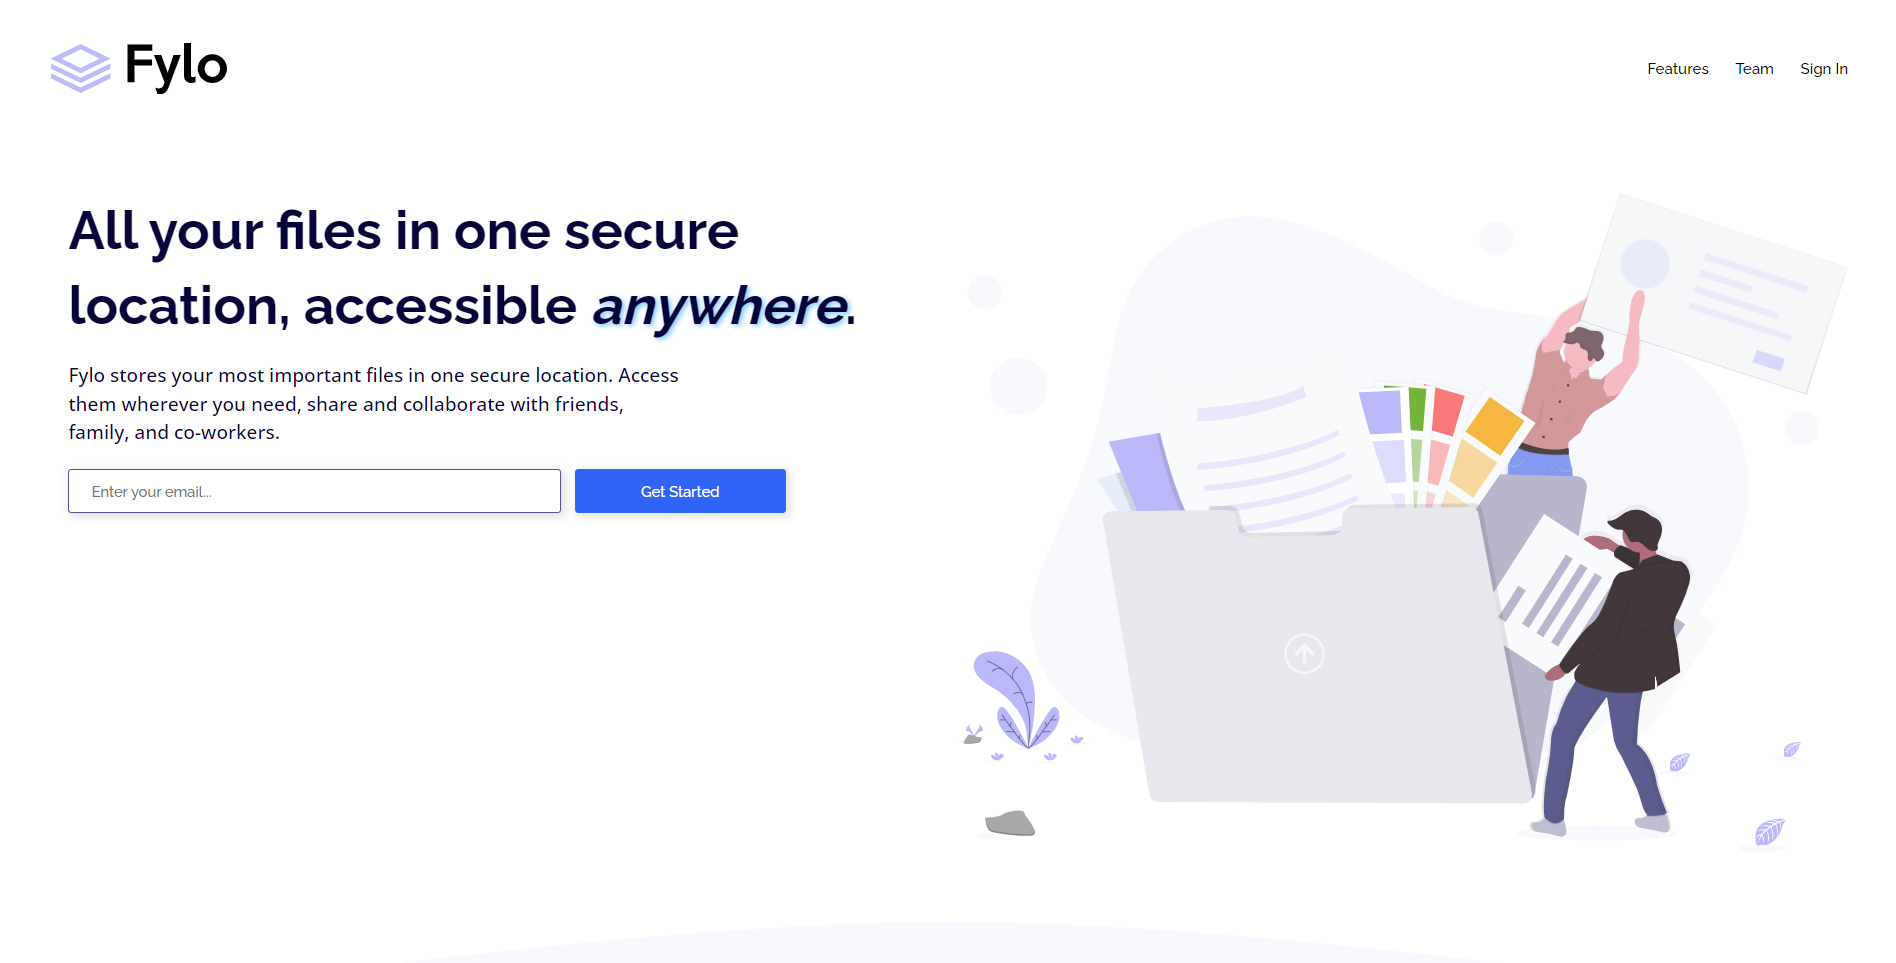 Fylo
Features Team Sign In
All your files in one secure
location, accessible anywhere.
Fylo stores your most important files in one secure location. Access
them wherever you need, share and collaborate with friends,
family, and co-workers.
Enter your email...
Get Started